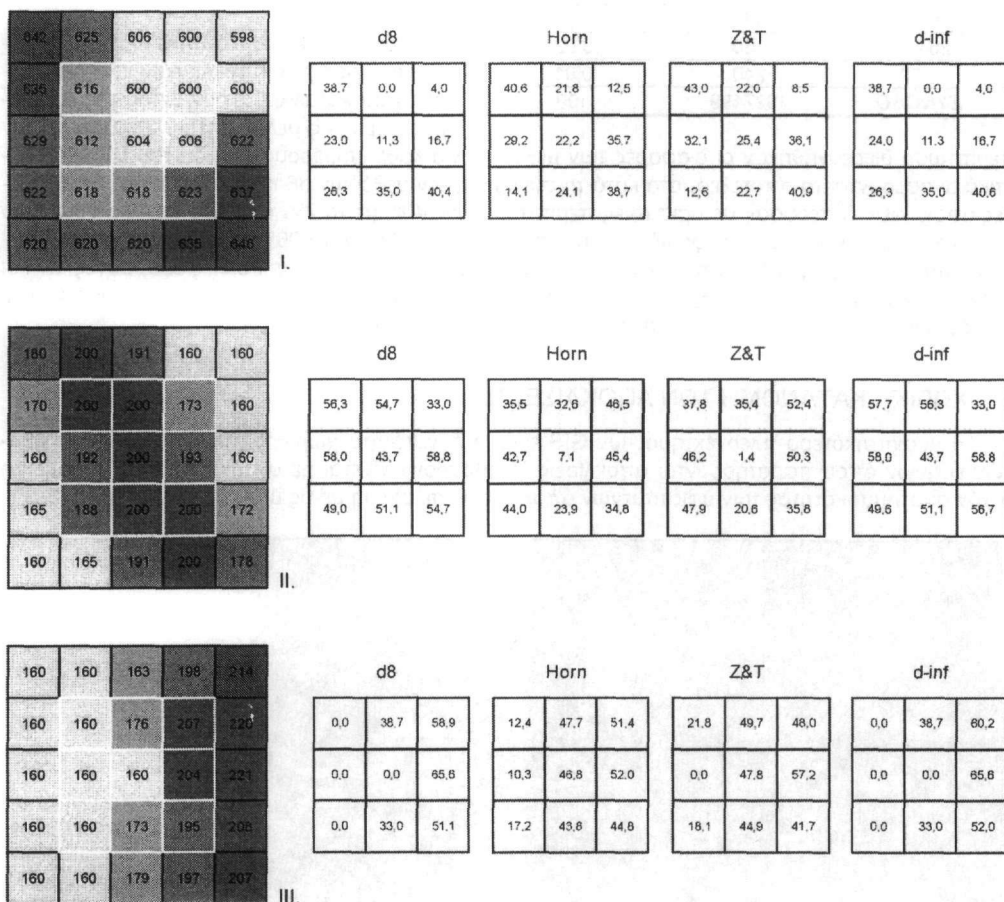 d8 Horn Z&T d-inf
642 625 606 600 598
635 616 600 600 600
629 612 604 606 622
622 618 618 623 637
620 620 620 635 646
38,7 0,0 4,0
23,0 11,3 16,7
26,3 35,0 40,4
40,6 21,8 12,5
29,2 22,2 35,7
14,1 24,1 38,7
43,0 22,0 8,5
32,1 25,4 36,1
12,6 22,7 40,9
38,7 0,0 4,0
24,0 11,3 16,7
26,3 35,0 40,6
I.
d8 Horn Z&T d-inf
180 200 191 160 160
170 200 200 173 160
160 192 200 193 160
165 188 200 200 172
160 165 191 200 178
56,3 54,7 33,0
58,0 43,7 58,8
49,0 51,1 54,7
35,5 32,6 46,5
42,7 7,1 45,4
44,0 23,9 34,8
37,8 35,4 52,4
46,2 1,4 50,3
47,9 20,6 35,8
57,7 56,3 33,0
58,0 43,7 58,8
49,6 51,1 56,7
II.
d8 Horn Z&T d-inf
160 160 163 198 214
160 160 176 207 220
160 160 160 204 221
160 160 173 195 208
160 160 179 197 207
0,0 38,7 58,9
0,0 0,0 65,6
0,0 33,0 51,1
12,4 47,7 51,4
10,3 46,8 52,0
17,2 43,6 44,8
21,8 49,7 48,0
0,0 47,8 57,2
18,1 44,9 41,7
0,0 38,7 60,2
0,0 0,0 65,6
0,0 33,0 52,0
III.